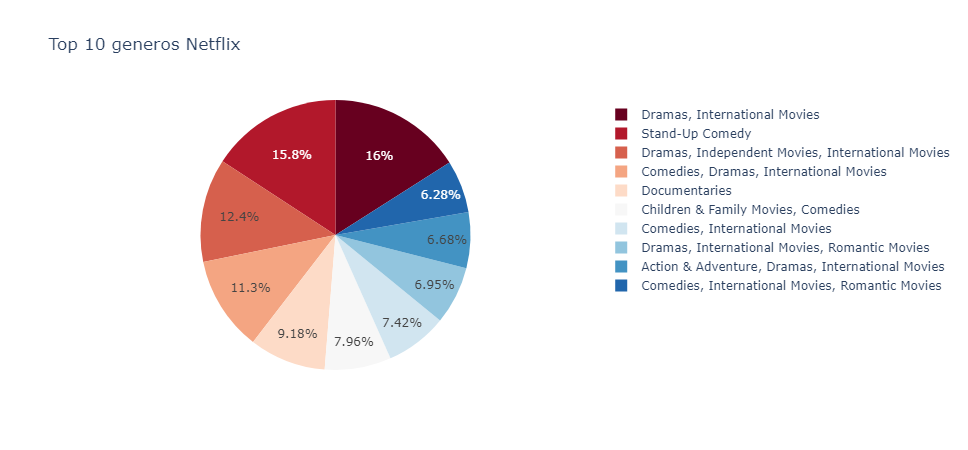 Top 10 generos Netflix
16%
15.8%
12.4%
11.3%
9.18%
7.96%
7.42%
6.95%
6.68%
6.28%
Dramas, International Movies
Stand-Up Comedy
Dramas, Independent Movies, International Movies
Comedies, Dramas, International Movies
Documentaries
Children & Family Movies, Comedies
Comedies, International Movies
Dramas, International Movies, Romantic Movies
Action & Adventure, Dramas, International Movies
Comedies, International Movies, Romantic Movies